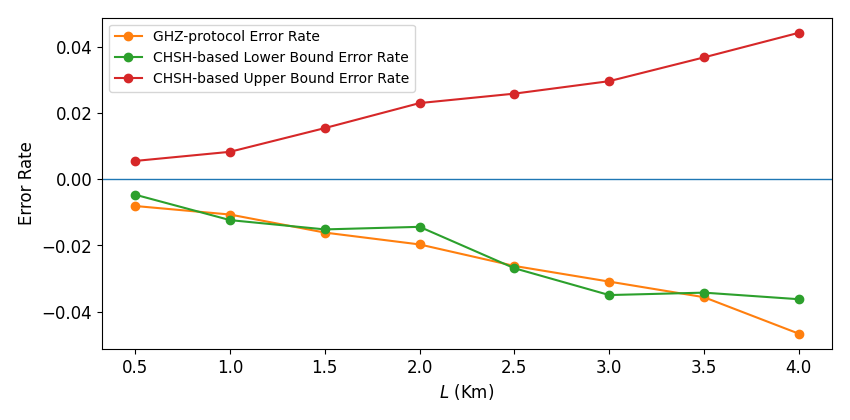 GHZ-protocol Error Rate
CHSH-based Lower Bound Error Rate
CHSH-based Upper Bound Error Rate
Error Rate
0.04
0.02
0.00
−0.02
−0.04
0.5 1.0 1.5 2.0 2.5 3.0 3.5 4.0
L (Km)